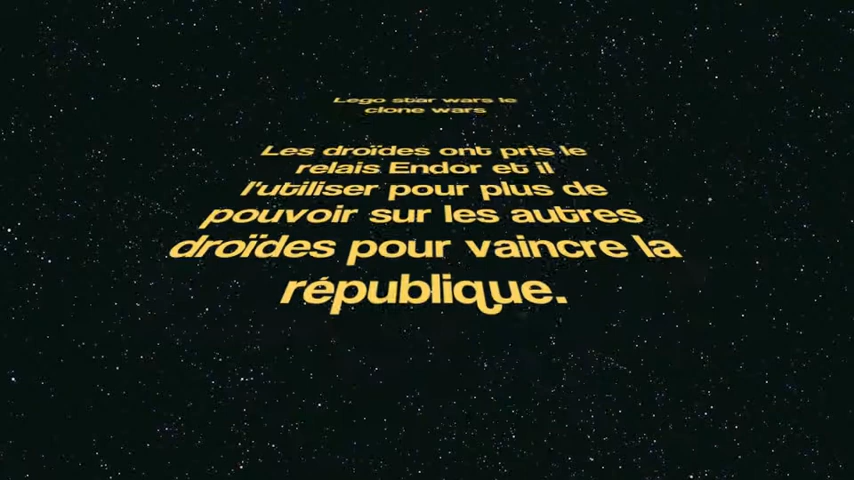 Lego star wars le
clone wars
Les droïdes ont pris le
relais Endor et il
l'utiliser pour plus de
pouvoir sur les autres
droïdes pour vaincre la
république.